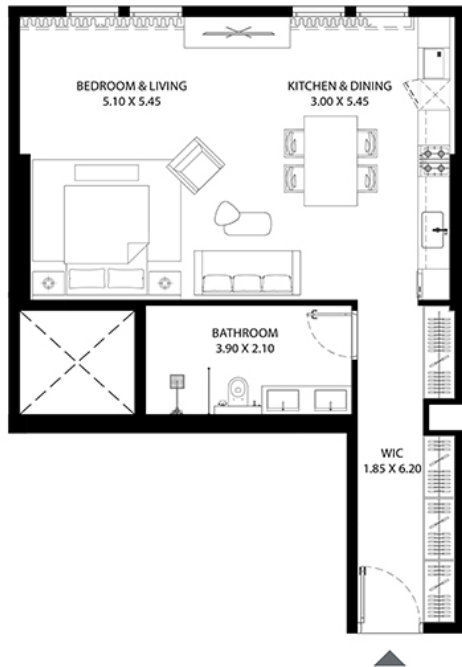 BEDROOM & LIVING
5.10 X 5.45
KITCHEN & DINING
3.00 X 5.45
BATHROOM
3.90 X 2.10
WIC
1.85 X 6.20